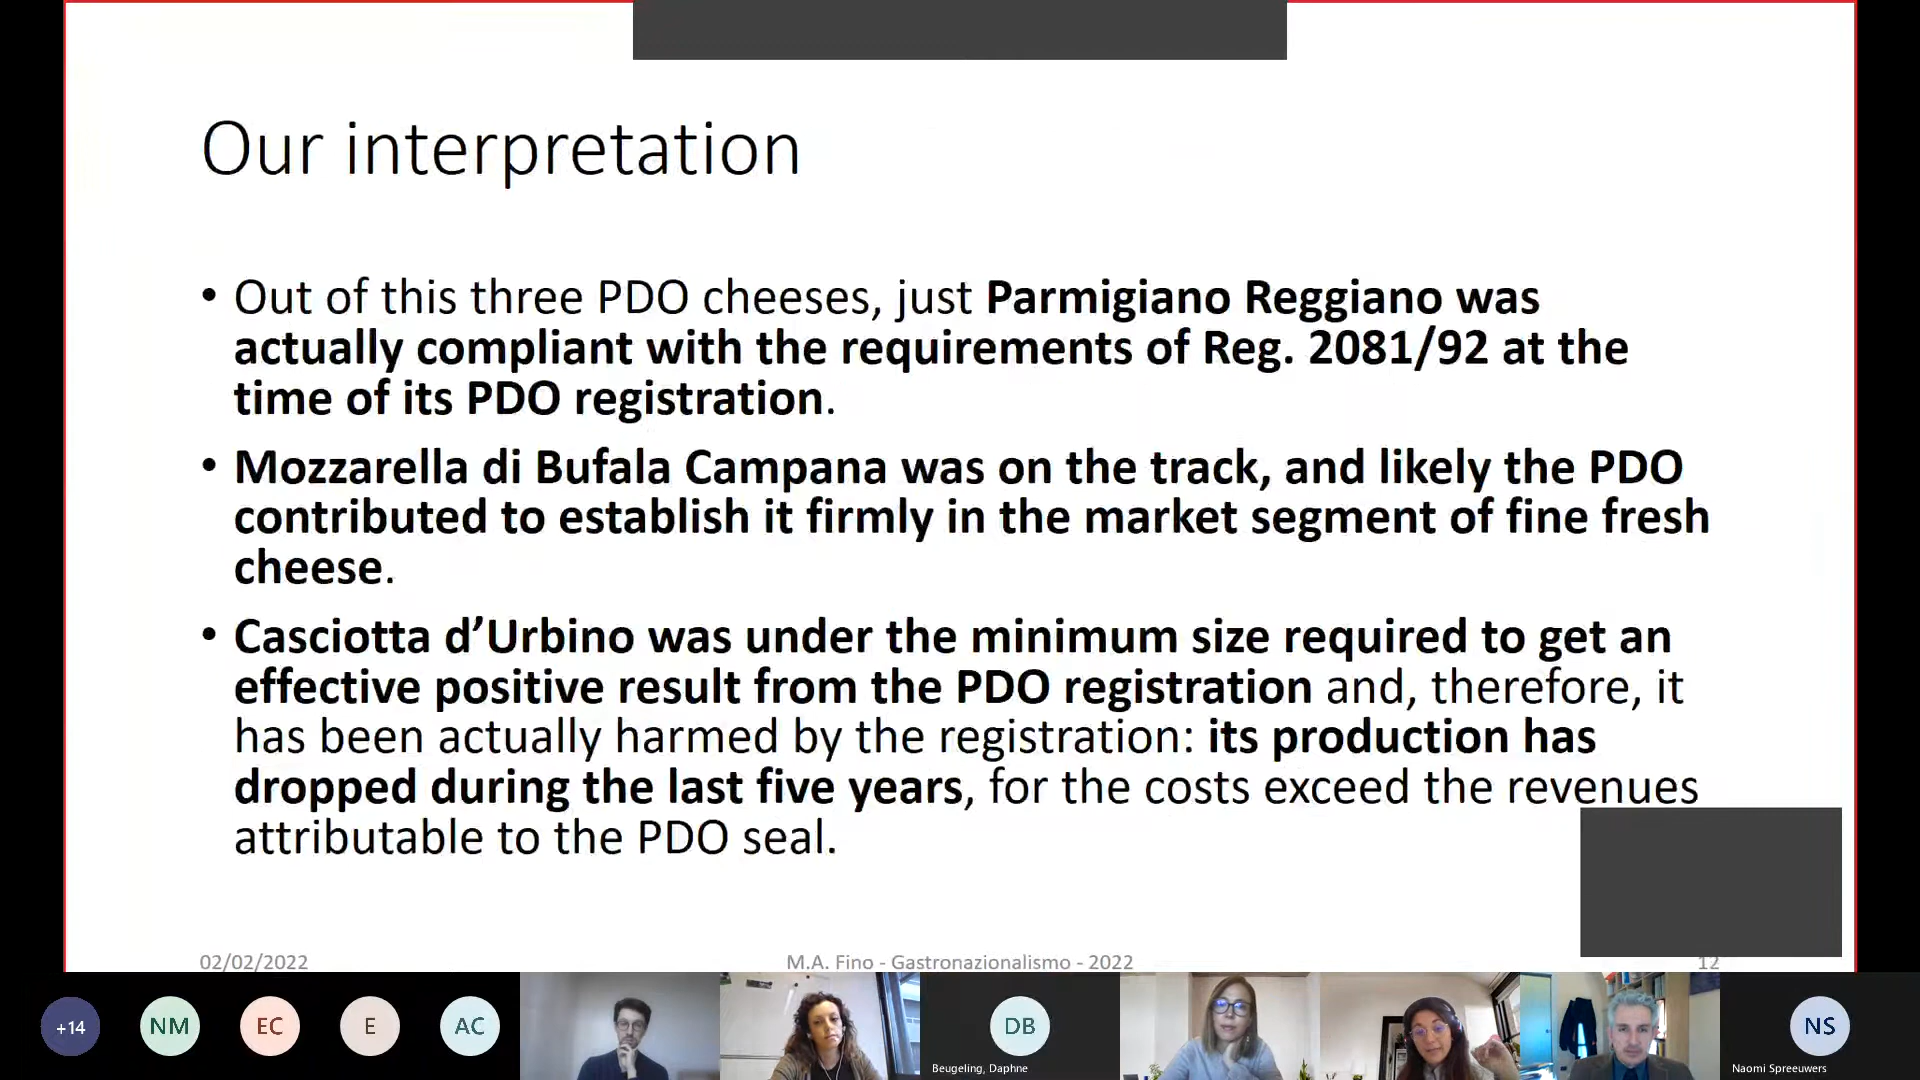 Our interpretation
• Out of this three PDO cheeses, just Parmigiano Reggiano was
actually compliant with the requirements of Reg. 2081/92 at the
time of its PDO registration.
• Mozzarella di Bufala Campana was on the track, and likely the PDO
contributed to establish it firmly in the market segment of fine fresh
cheese.
• Casciotta d’Urbino was under the minimum size required to get an
effective positive result from the PDO registration and, therefore, it
has been actually harmed by the registration: its production has
dropped during the last five years, for the costs exceed the revenues
attributable to the PDO seal.
02/02/2022
M.A. Fino - Gastronazionalismo - 2022
12
+14
NM
EC
E
AC
DB
Beugeling, Daphne
NS
Naomi Spreeuwers